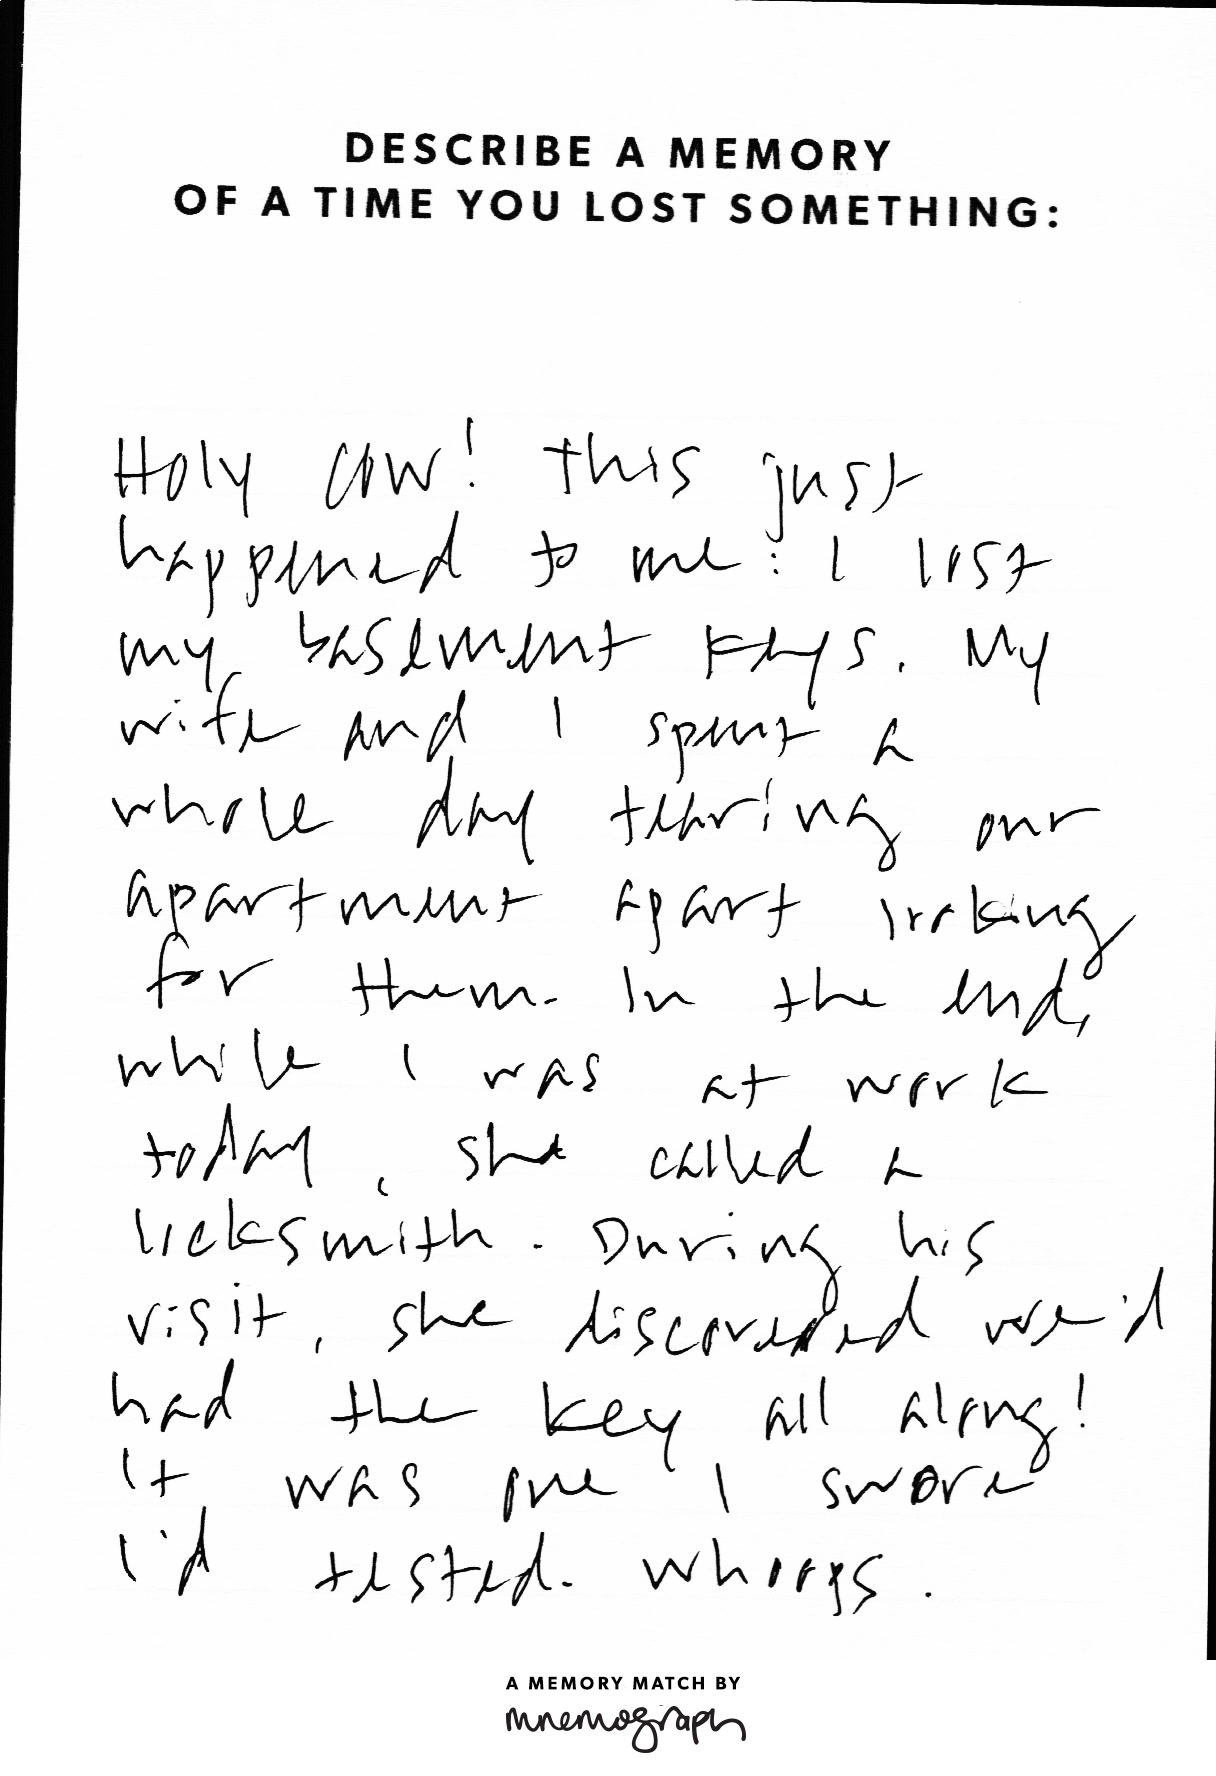 DESCRIBE A MEMORY
OF A TIME YOU LOST SOMETHING:
Holy cow! This just
happened to me: I lost
my basement keys. My
wife and I spent a
whole day tearing our
apartment apart looking
for them. In the end,
while I was at work
today, she called a
locksmith. During his
visit, she discovered we'd
had the key all along!
It was one I swore
I'd tested. Whoops.
A MEMORY MATCH BY
mnemograph